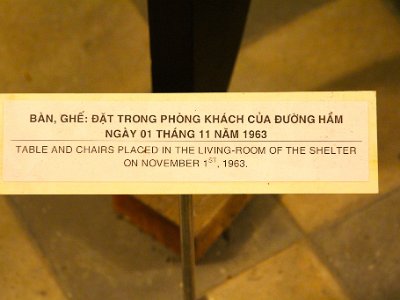 BÀN, GHẾ: ĐẶT TRONG PHÒNG KHÁCH CỦA ĐƯỜNG HẦM
NGÀY 01 THÁNG 11 NĂM 1963
TABLE AND CHAIRS PLACED IN THE LIVING-ROOM OF THE SHELTER
ON NOVEMBER 1ST, 1963.